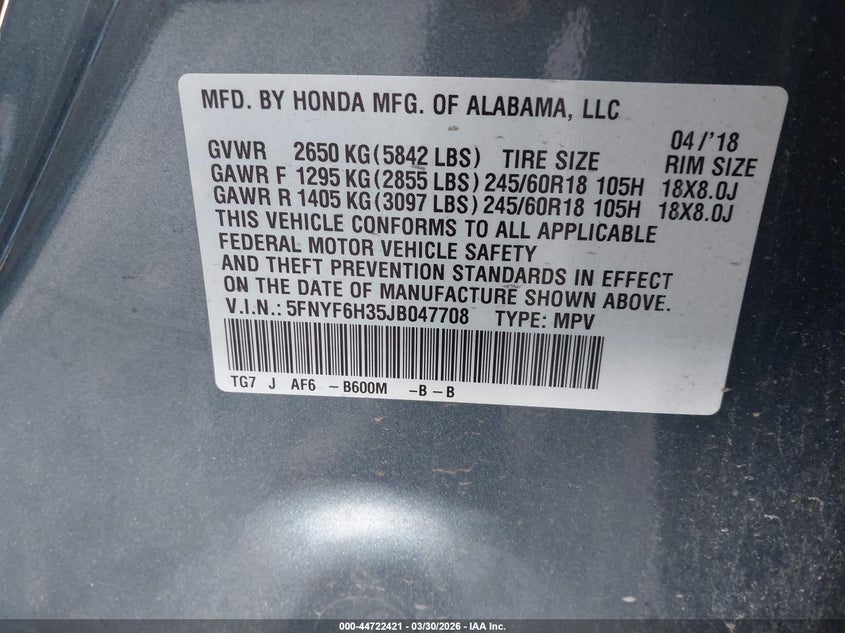 MFD. BY HONDA MFG. OF ALABAMA, LLC
04/'18
GVWR 2650 KG(5842 LBS) TIRE SIZE RIM SIZE
GAWR F 1295 KG(2855 LBS) 245/60R18 105H 18X8.0J
GAWR R 1405 KG(3097 LBS) 245/60R18 105H 18X8.0J
THIS VEHICLE CONFORMS TO ALL APPLICABLE
FEDERAL MOTOR VEHICLE SAFETY
AND THEFT PREVENTION STANDARDS IN EFFECT
ON THE DATE OF MANUFACTURE SHOWN ABOVE.
V.I.N.: 5FNYF6H35JB047708 TYPE: MPV
TG7 J AF6 -B600M -B-B
000-44722421 - 03/30/2026 - IAA Inc.